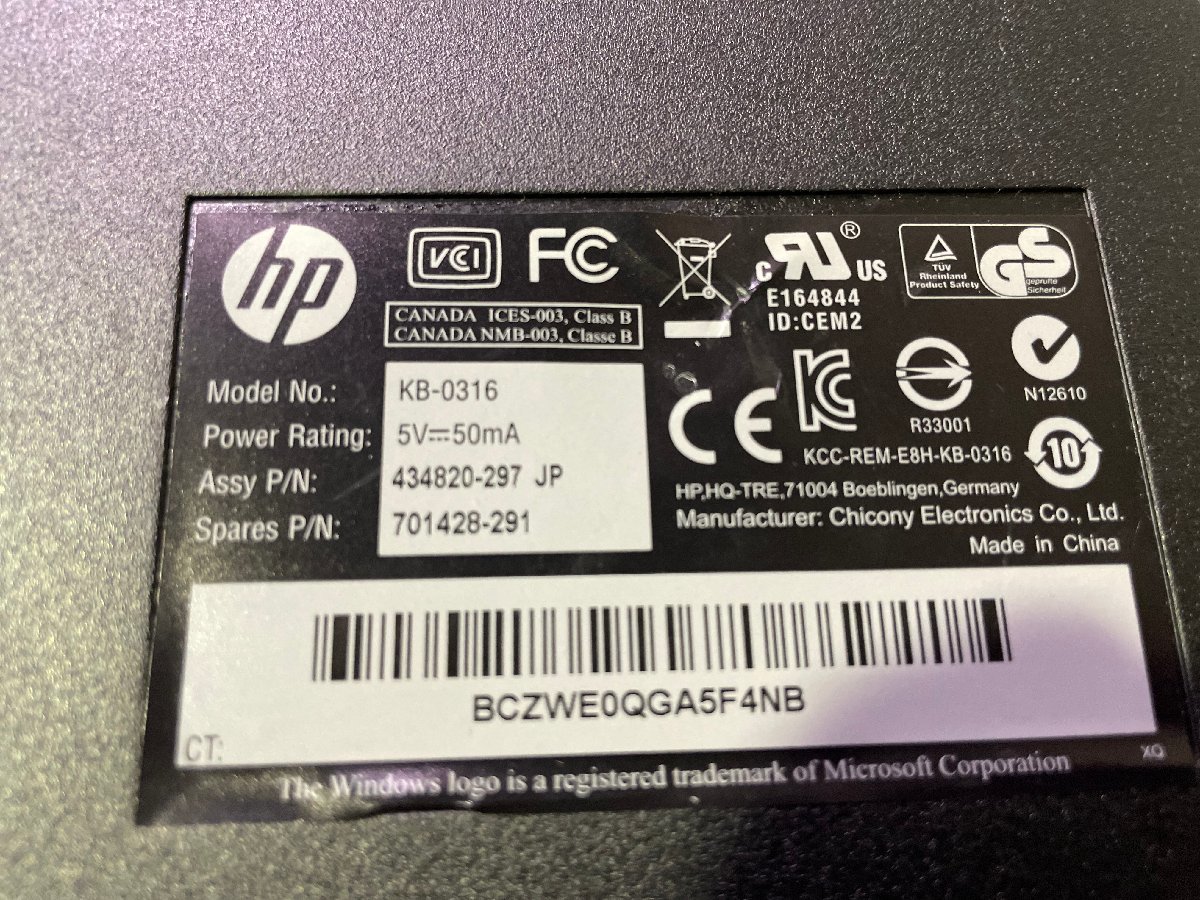 hp
VCI
FC
c RU ® US
E164844
ID:CEM2
TÜV
Rheinland
Product Safety
GS
geprüfte
Sicherheit
CANADA ICES-003, Class B
CANADA NMB-003, Classe B
Model No.: KB-0316
Power Rating: 5V⎓50mA
Assy P/N: 434820-297 JP
Spares P/N: 701428-291
CE
KC
R33001
N12610
KCC-REM-E8H-KB-0316
10
HP,HQ-TRE,71004 Boeblingen,Germany
Manufacturer: Chicony Electronics Co., Ltd.
Made in China
BCZWE0QGA5F4NB
CT:
XQ
The Windows logo is a registered trademark of Microsoft Corporation